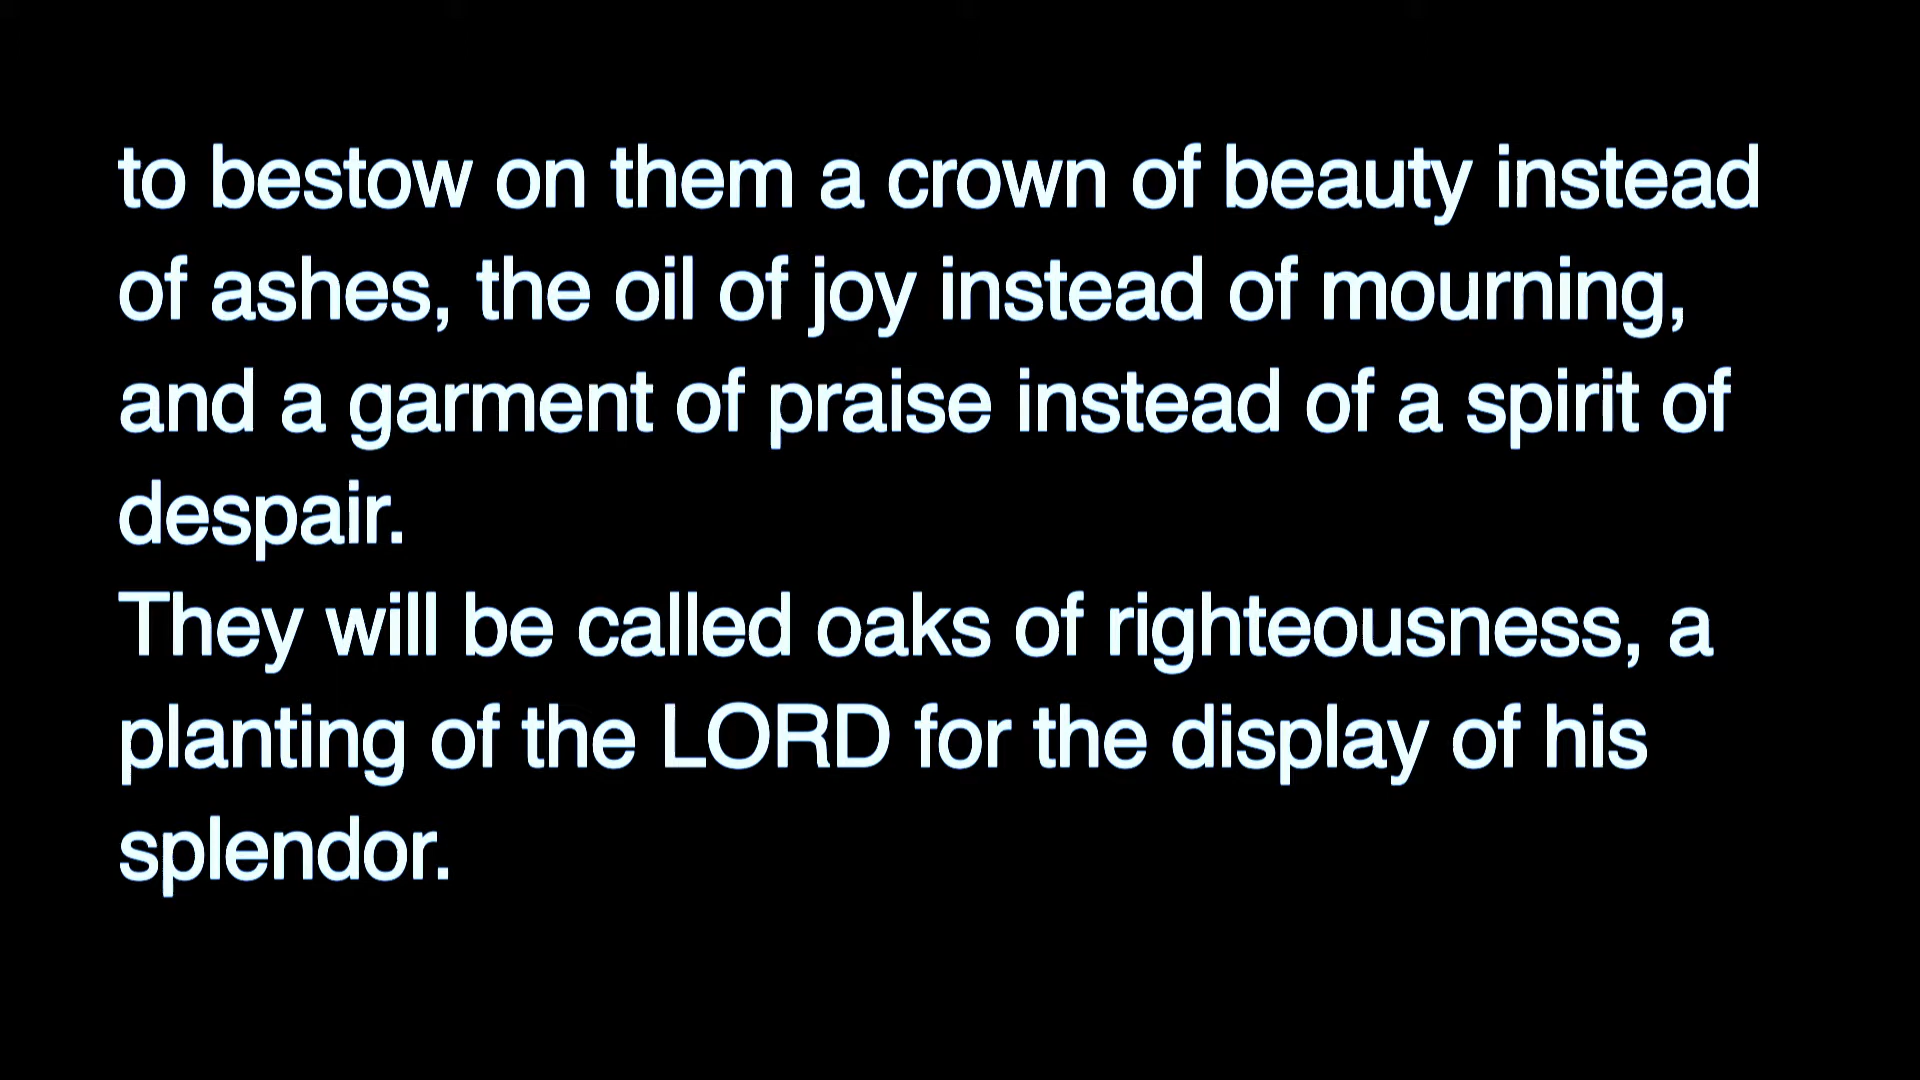 to bestow on them a crown of beauty instead
of ashes, the oil of joy instead of mourning,
and a garment of praise instead of a spirit of
despair.
They will be called oaks of righteousness, a
planting of the LORD for the display of his
splendor.